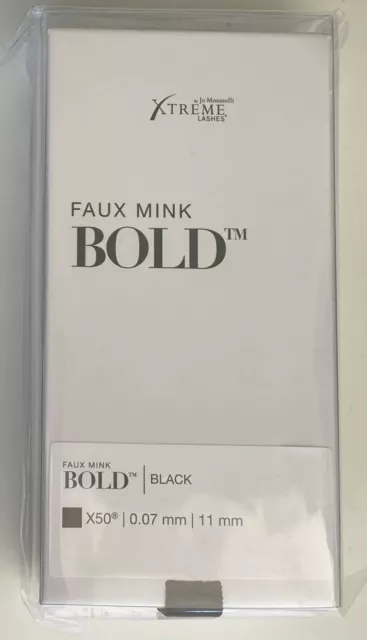 by Jo Mousselli
XTREME
LASHES®
FAUX MINK
BOLD™
FAUX MINK
BOLD™ | BLACK
X50® | 0.07 mm | 11 mm